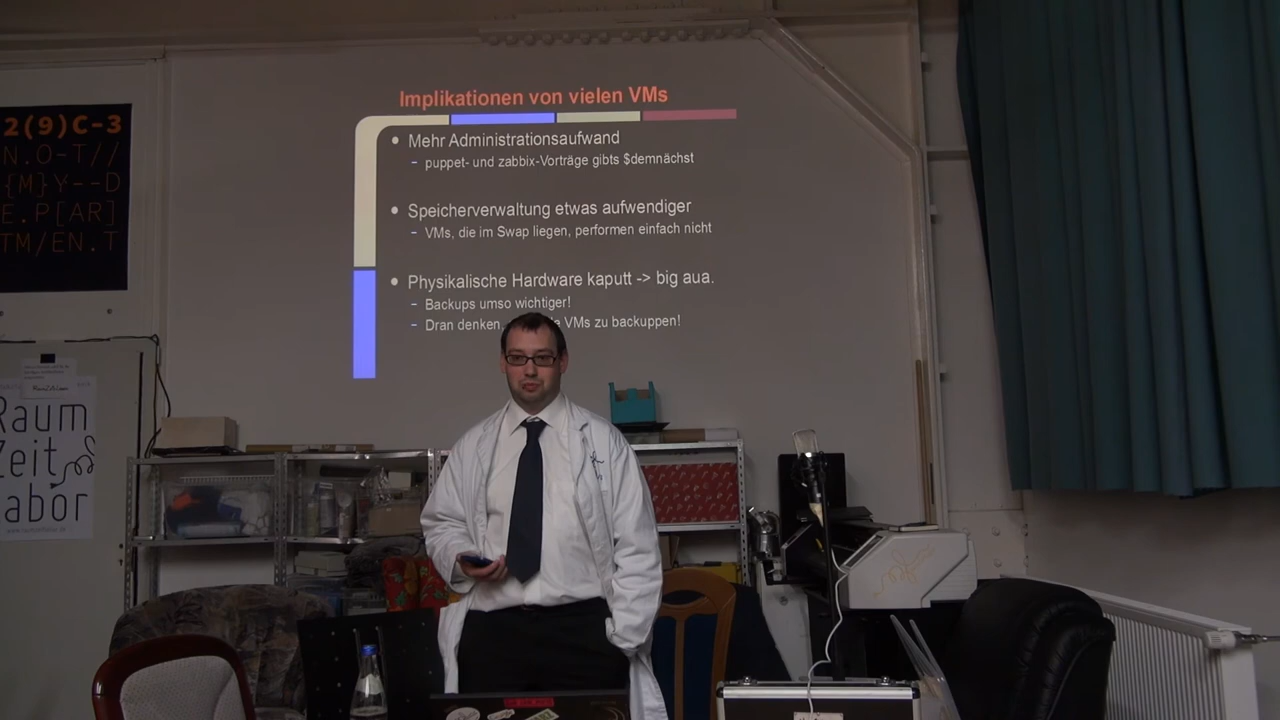 Implikationen von vielen VMs
Mehr Administrationsaufwand
puppet- und zabbix-Vorträge gibts $demnächst
Speicherverwaltung etwas aufwendiger
VMs, die im Swap liegen, performen einfach nicht
Physikalische Hardware kaputt -> big aua.
Backups umso wichtiger!
Dran denken, VMs zu backuppen!
2(9)C-3
N.O-T//
{M}Y--D
E.P[AR]
TM/EN.T
Raum
Zeit
Labor